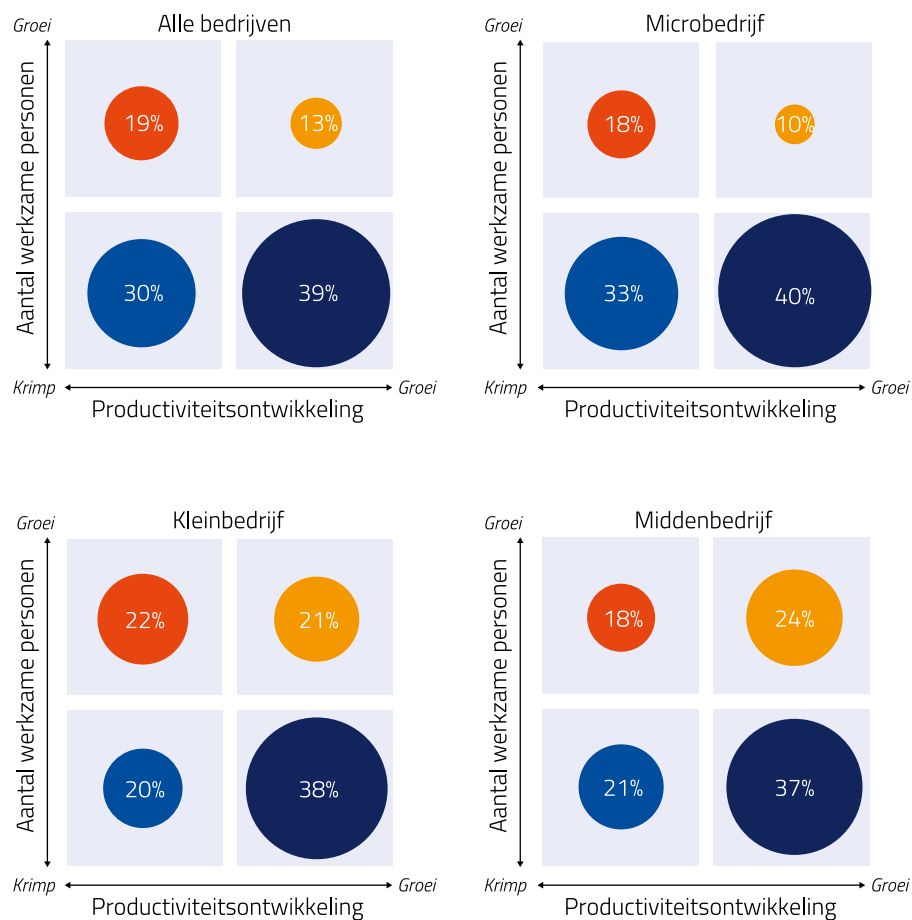 Alle bedrijven
Groei
Aantal werkzame personen
19%
13%
30%
39%
Krimp
Groei
Productiviteitsontwikkeling
Microbedrijf
Groei
Aantal werkzame personen
18%
10%
33%
40%
Krimp
Groei
Productiviteitsontwikkeling
Kleinbedrijf
Groei
Aantal werkzame personen
22%
21%
20%
38%
Krimp
Groei
Productiviteitsontwikkeling
Middenbedrijf
Groei
Aantal werkzame personen
18%
24%
21%
37%
Krimp
Groei
Productiviteitsontwikkeling